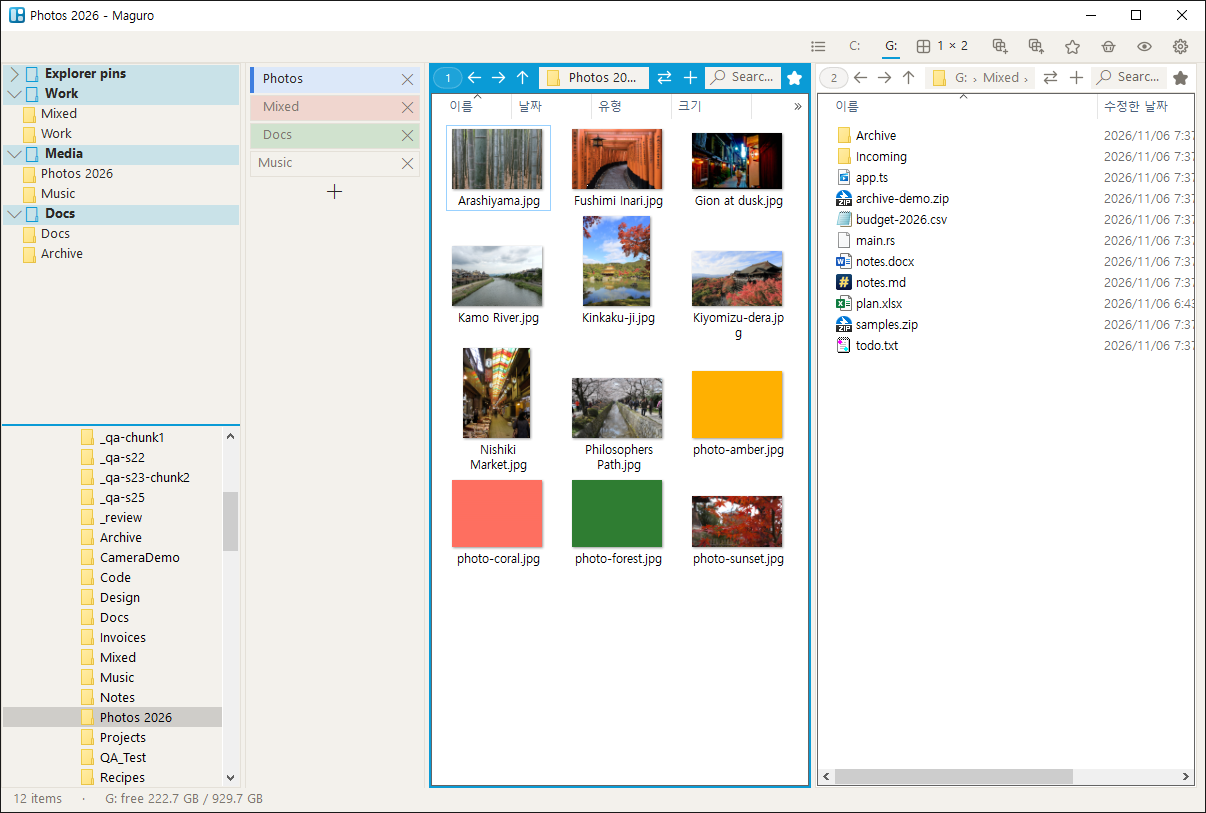 Photos 2026 - Maguro
C: G: 1 × 2
Explorer pins
Work
Mixed
Work
Media
Photos 2026
Music
Docs
Docs
Archive
_qa-chunk1
_qa-s22
_qa-s23-chunk2
_qa-s25
_review
Archive
CameraDemo
Code
Design
Docs
Invoices
Mixed
Music
Notes
Photos 2026
Projects
QA_Test
Recipes
Photos
Mixed
Docs
Music
1 Photos 20... Searc...
이름 날짜 유형 크기 »
Arashiyama.jpg
Fushimi Inari.jpg
Gion at dusk.jpg
Kamo River.jpg
Kinkaku-ji.jpg
Kiyomizu-dera.jp
g
Nishiki
Market.jpg
Philosophers
Path.jpg
photo-amber.jpg
photo-coral.jpg
photo-forest.jpg
photo-sunset.jpg
2 G: › Mixed › Searc...
이름 수정한 날짜
Archive 2026/11/06 7:37
Incoming 2026/11/06 7:37
app.ts 2026/11/06 7:37
archive-demo.zip 2026/11/06 7:37
budget-2026.csv 2026/11/06 7:37
main.rs 2026/11/06 7:37
notes.docx 2026/11/06 7:37
notes.md 2026/11/06 7:37
plan.xlsx 2026/11/06 6:43
samples.zip 2026/11/06 7:37
todo.txt 2026/11/06 7:37
12 items · G: free 222.7 GB / 929.7 GB